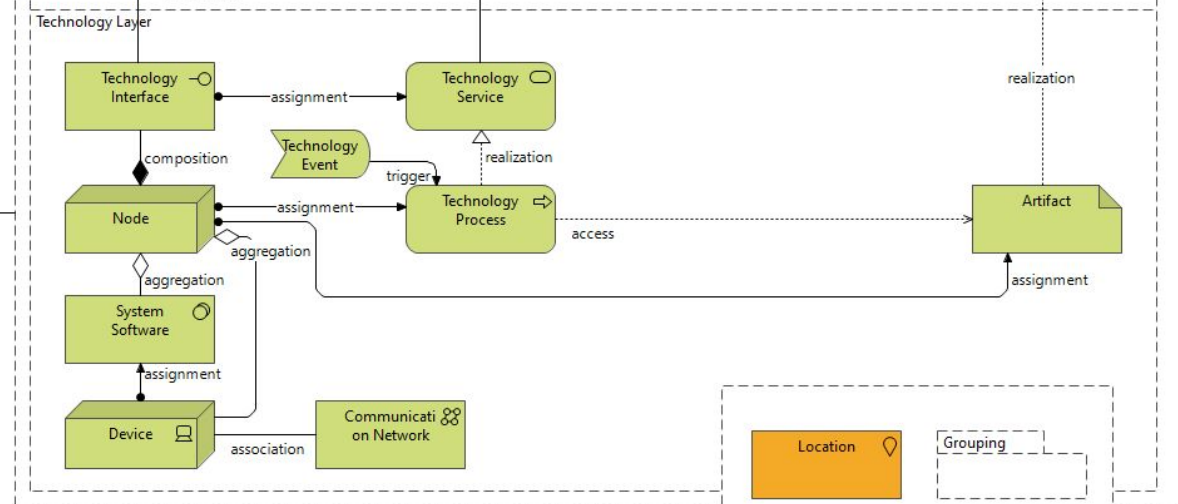 Technology Layer
Technology
Interface
assignment
Technology
Service
realization
composition
Technology
Event
trigger
realization
Node
assignment
Technology
Process
access
Artifact
aggregation
aggregation
assignment
System
Software
assignment
Device
association
Communicati
on Network
Location
Grouping